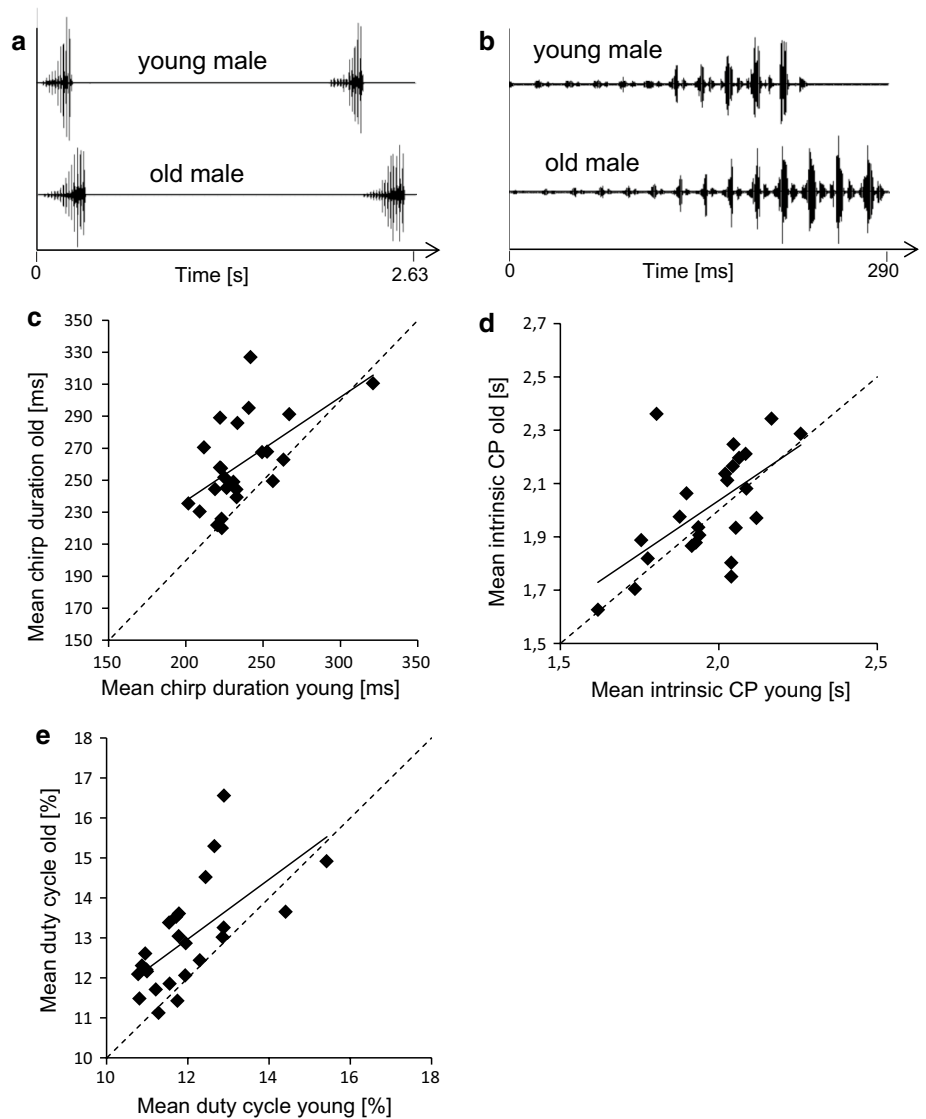 a
young male
old male
0
Time [s]
2.63
b
young male
old male
0
Time [ms]
290
c
350
330
310
290
270
250
230
210
190
170
150
150
200
250
300
350
Mean chirp duration old [ms]
Mean chirp duration young [ms]
d
2,7
2,5
2,3
2,1
1,9
1,7
1,5
1,5
2,0
2,5
Mean intrinsic CP old [s]
Mean intrinsic CP young [s]
e
18
17
16
15
14
13
12
11
10
10
12
14
16
18
Mean duty cycle old [%]
Mean duty cycle young [%]